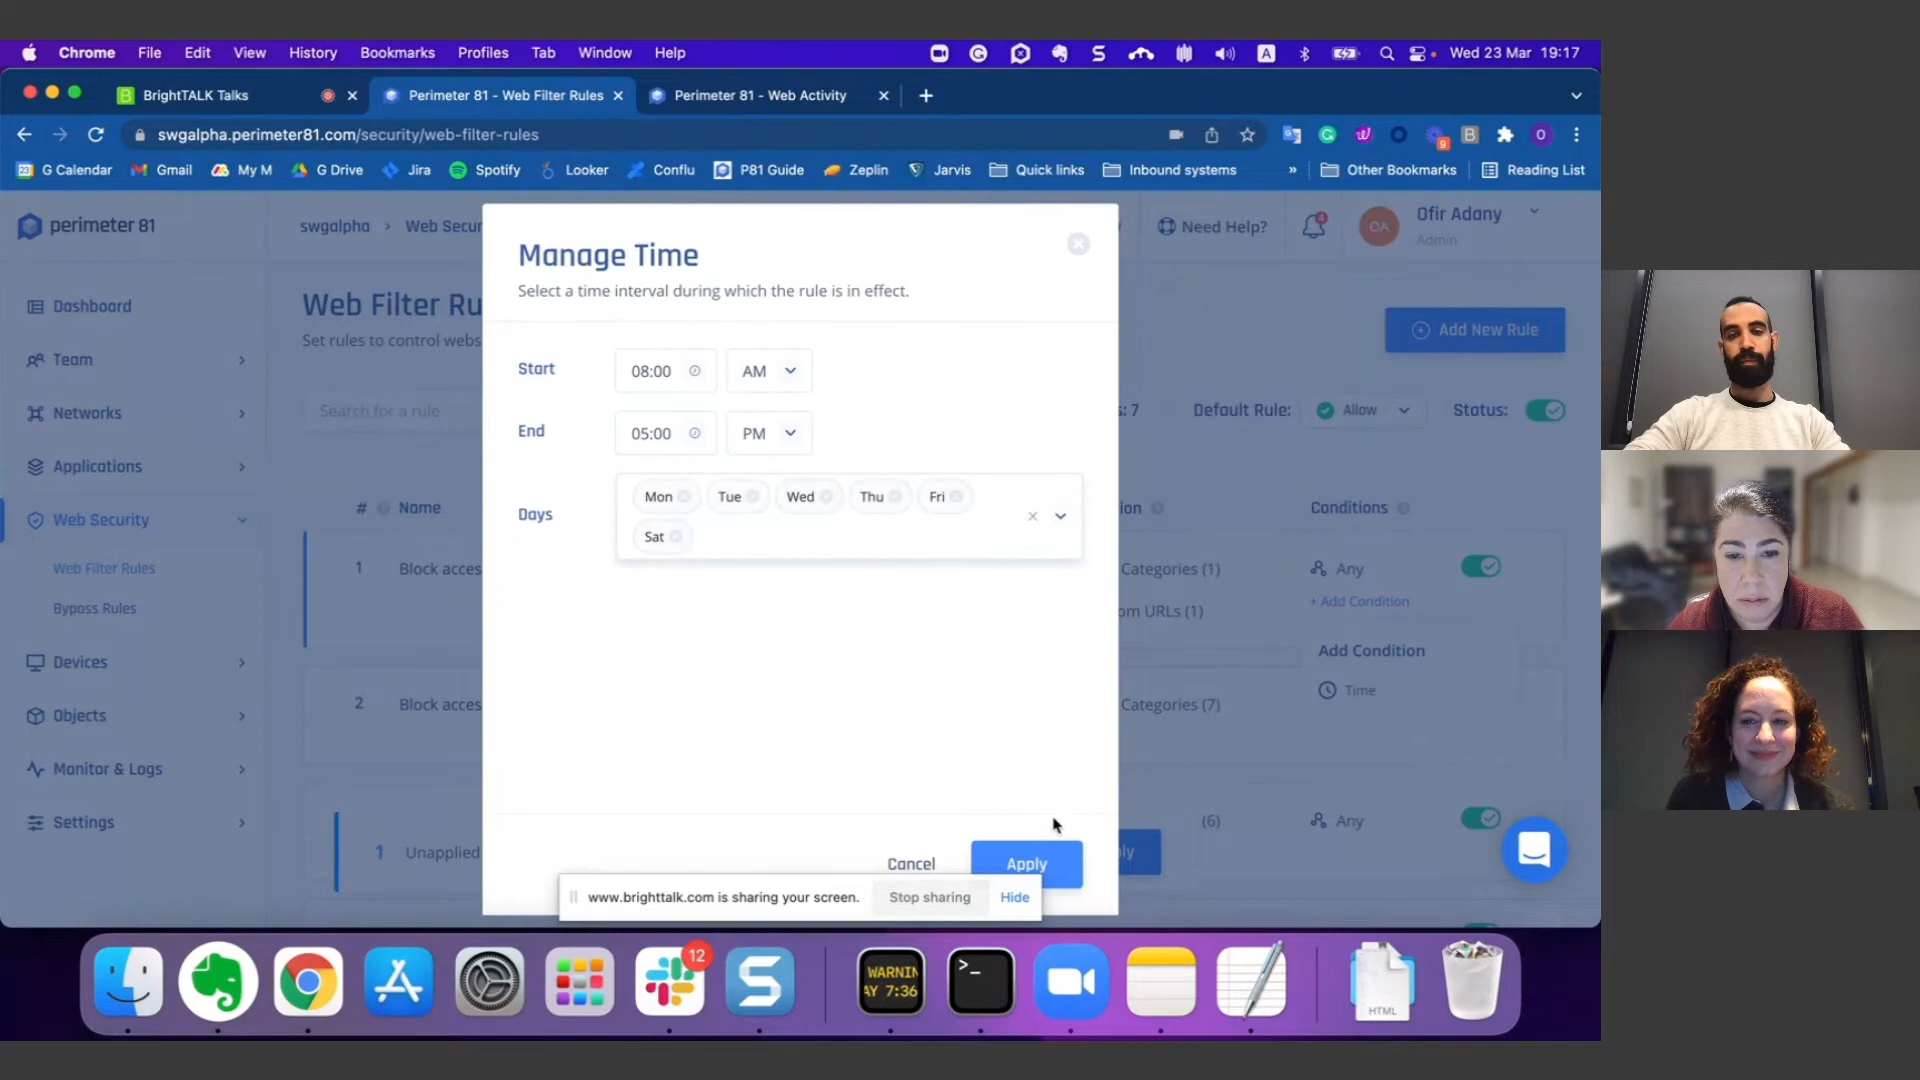 Chrome File Edit View History Bookmarks Profiles Tab Window Help A Wed 23 Mar 19:17
BrightTALK Talks Perimeter 81 - Web Filter Rules Perimeter 81 - Web Activity
swgalpha.perimeter81.com/security/web-filter-rules
G Calendar Gmail My M G Drive Jira Spotify Looker Conflu P81 Guide Zeplin Jarvis Quick links Inbound systems » Other Bookmarks Reading List
perimeter 81
swgalpha > Web Secur
Need Help?
4
OA
Ofir Adany
Admin
Dashboard
Team
Networks
Applications
Web Security
Web Filter Rules
Bypass Rules
Devices
Objects
Monitor & Logs
Settings
Web Filter Ru
Set rules to control webs
Add New Rule
Search for a rule
s: 7 Default Rule: Allow Status:
# Name
ion
Conditions
1 Block acces
Categories (1)
om URLs (1)
Any
+ Add Condition
Add Condition
Time
2 Block acces
Categories (7)
1 Unapplied
(6)
Any
ly
Manage Time
Select a time interval during which the rule is in effect.
Start 08:00 AM
End 05:00 PM
Days Mon Tue Wed Thu Fri
Sat
Cancel Apply
www.brighttalk.com is sharing your screen. Stop sharing Hide
12
WARNIN
AY 7:36
HTML